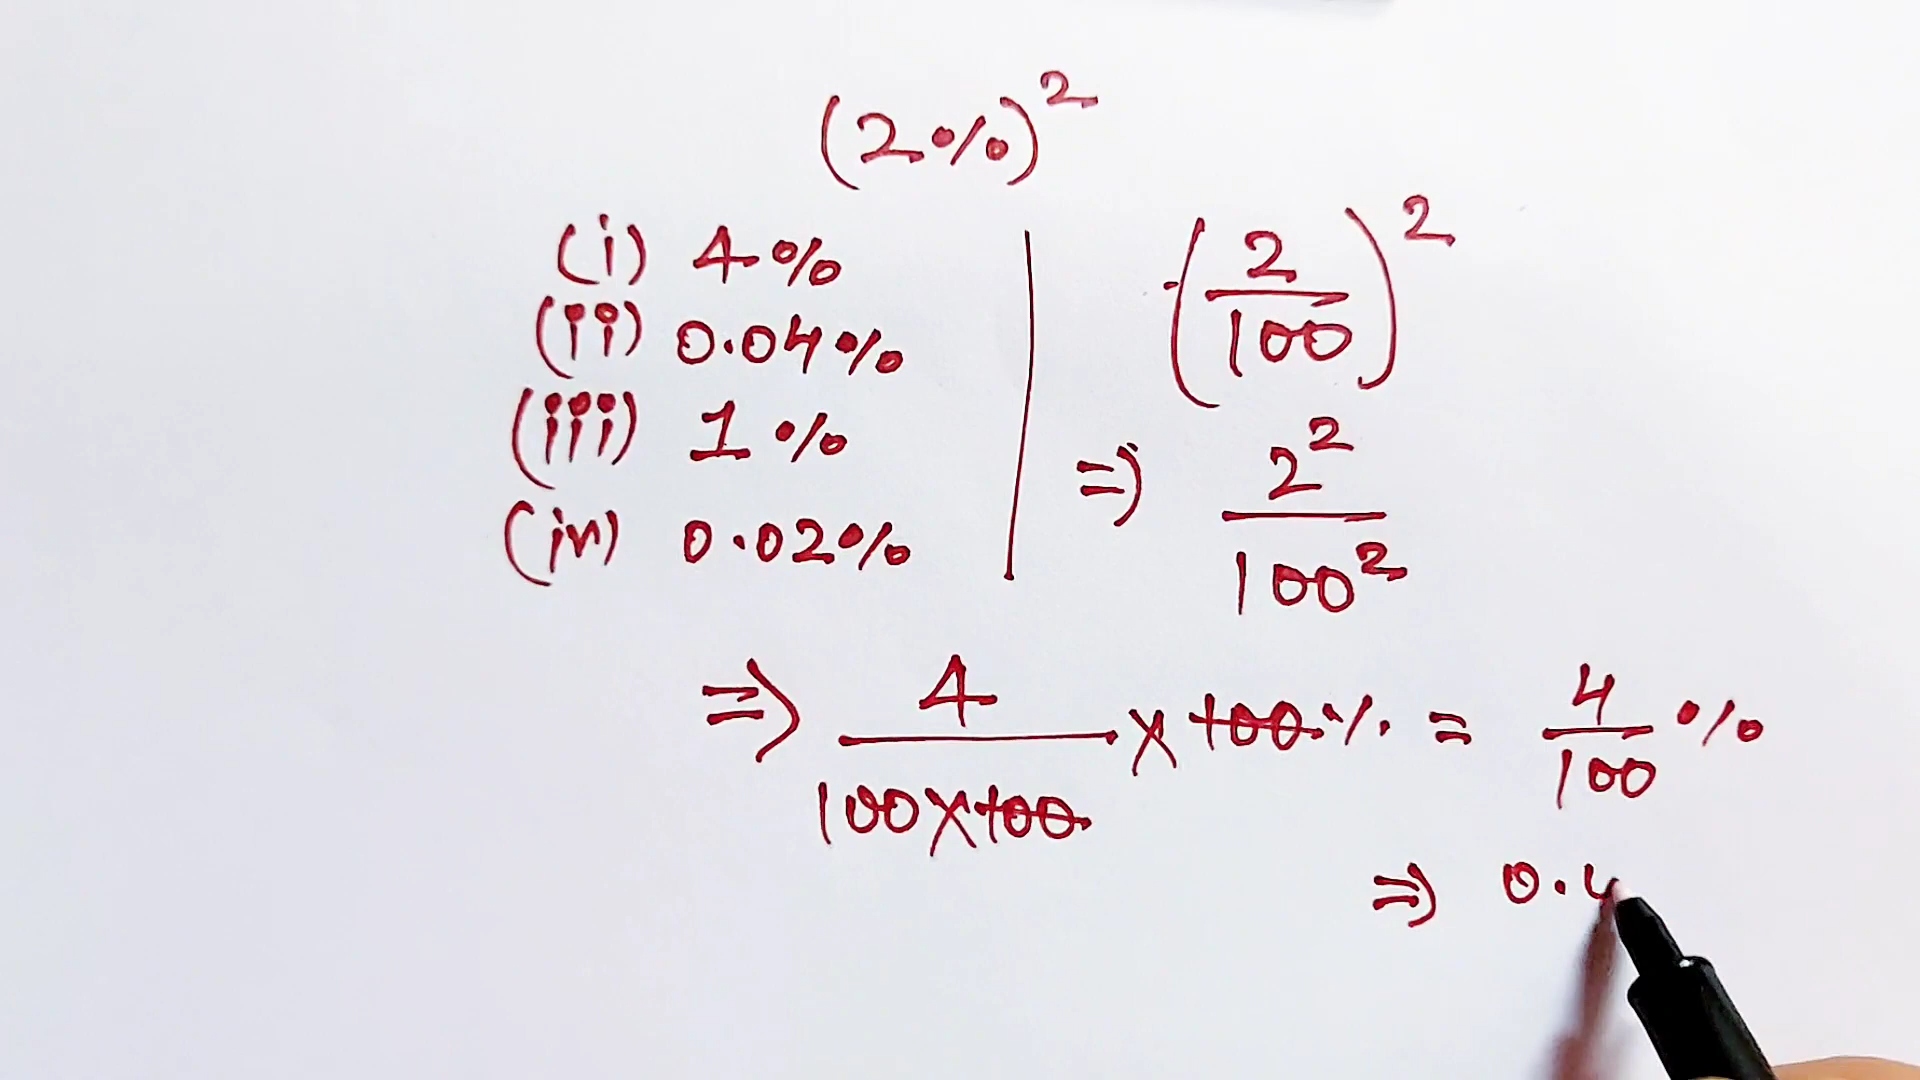 (2%)²
(i) 4%
(ii) 0.04%
(iii) 1%
(iv) 0.02%
(2/100)²
=> 2²/100²
=> 4/100×100 × 100% = 4/100 %
=> 0.